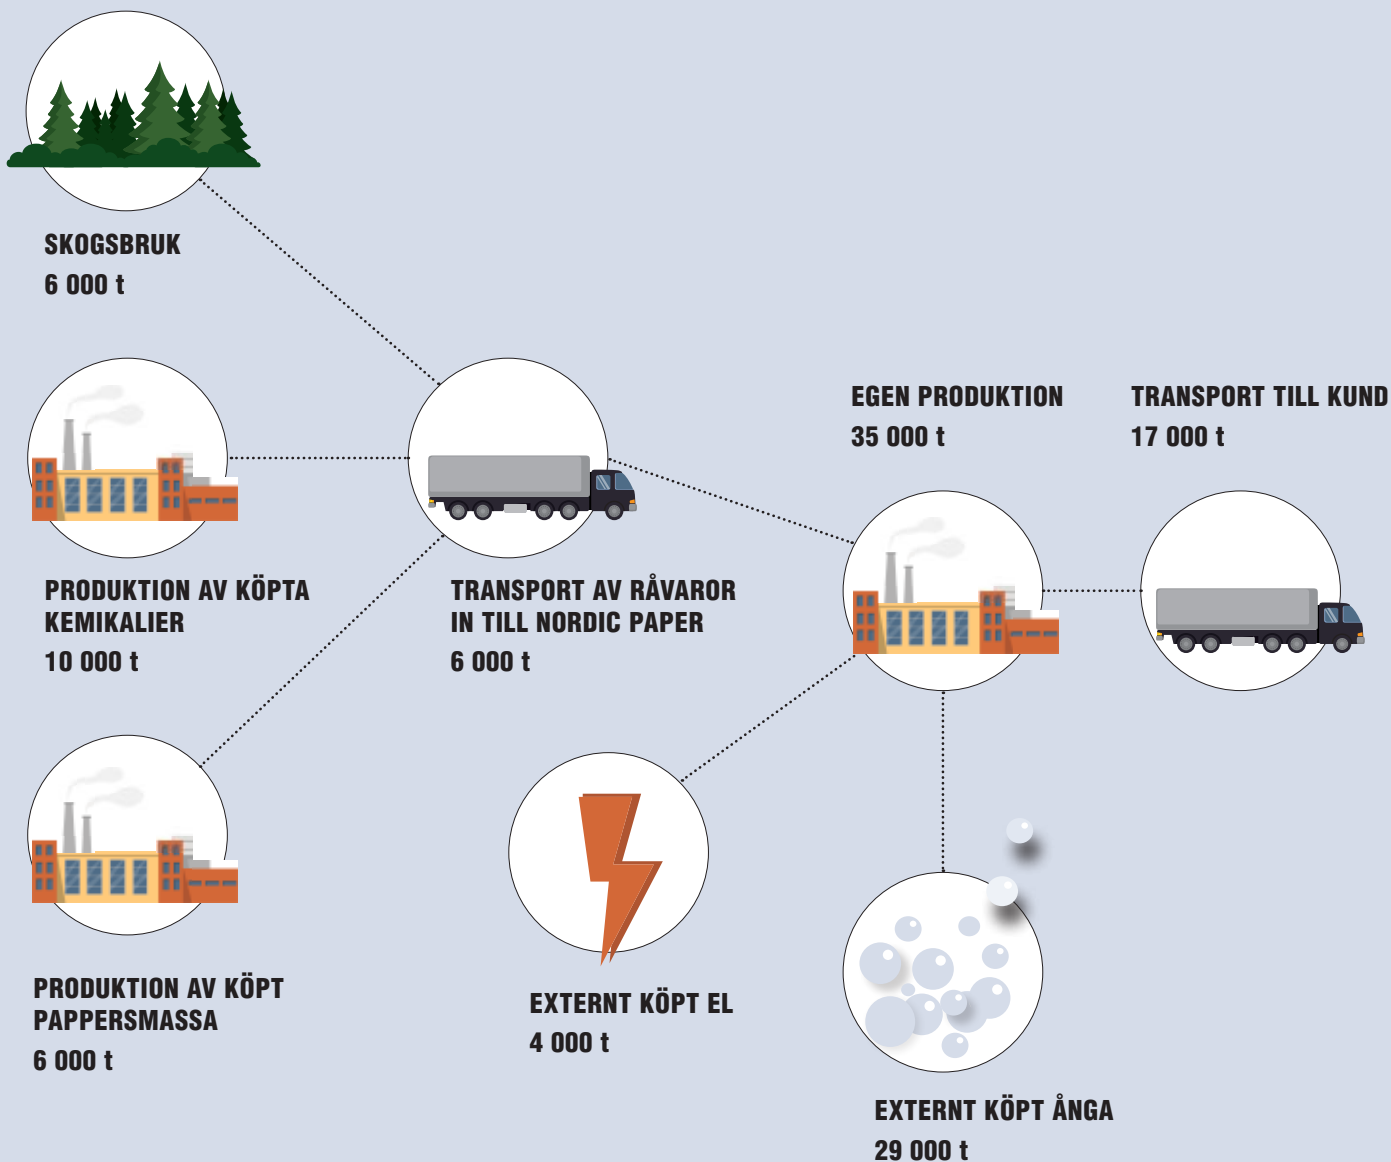 SKOGSBRUK
6 000 t
PRODUKTION AV KÖPTA
KEMIKALIER
10 000 t
PRODUKTION AV KÖPT
PAPPERSMASSA
6 000 t
TRANSPORT AV RÅVAROR
IN TILL NORDIC PAPER
6 000 t
EXTERNT KÖPT EL
4 000 t
EGEN PRODUKTION
35 000 t
EXTERNT KÖPT ÅNGA
29 000 t
TRANSPORT TILL KUND
17 000 t